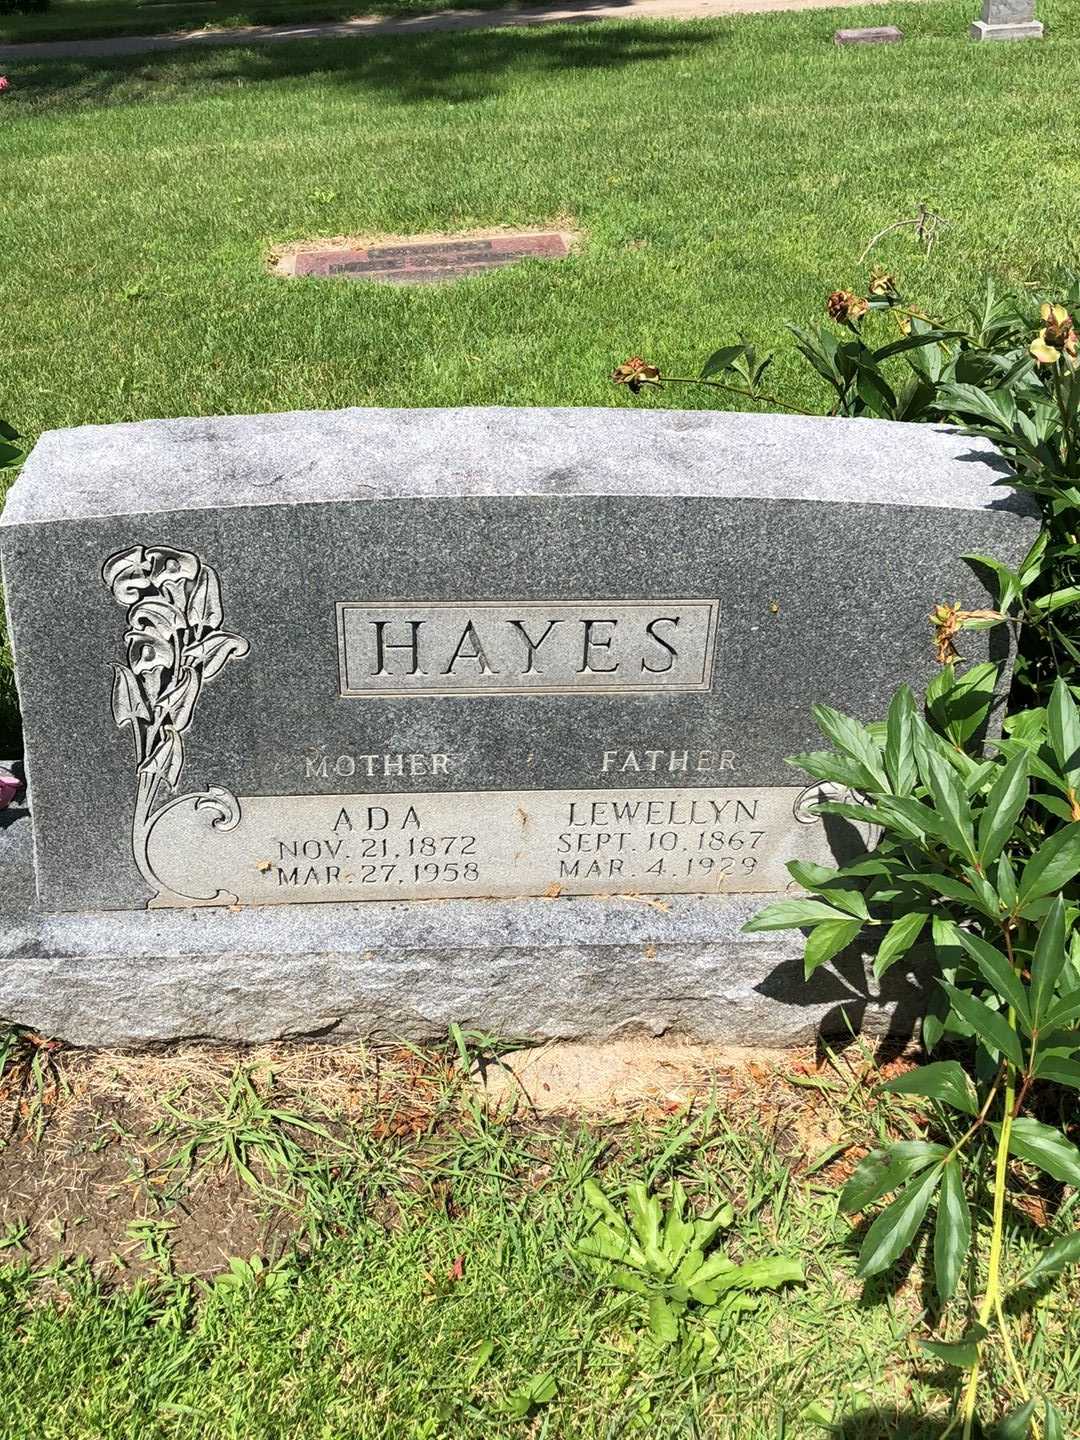 HAYES
MOTHER
ADA
NOV. 21, 1872
MAR. 27, 1958
FATHER
LEWELLYN
SEPT. 10, 1867
MAR. 4, 1929